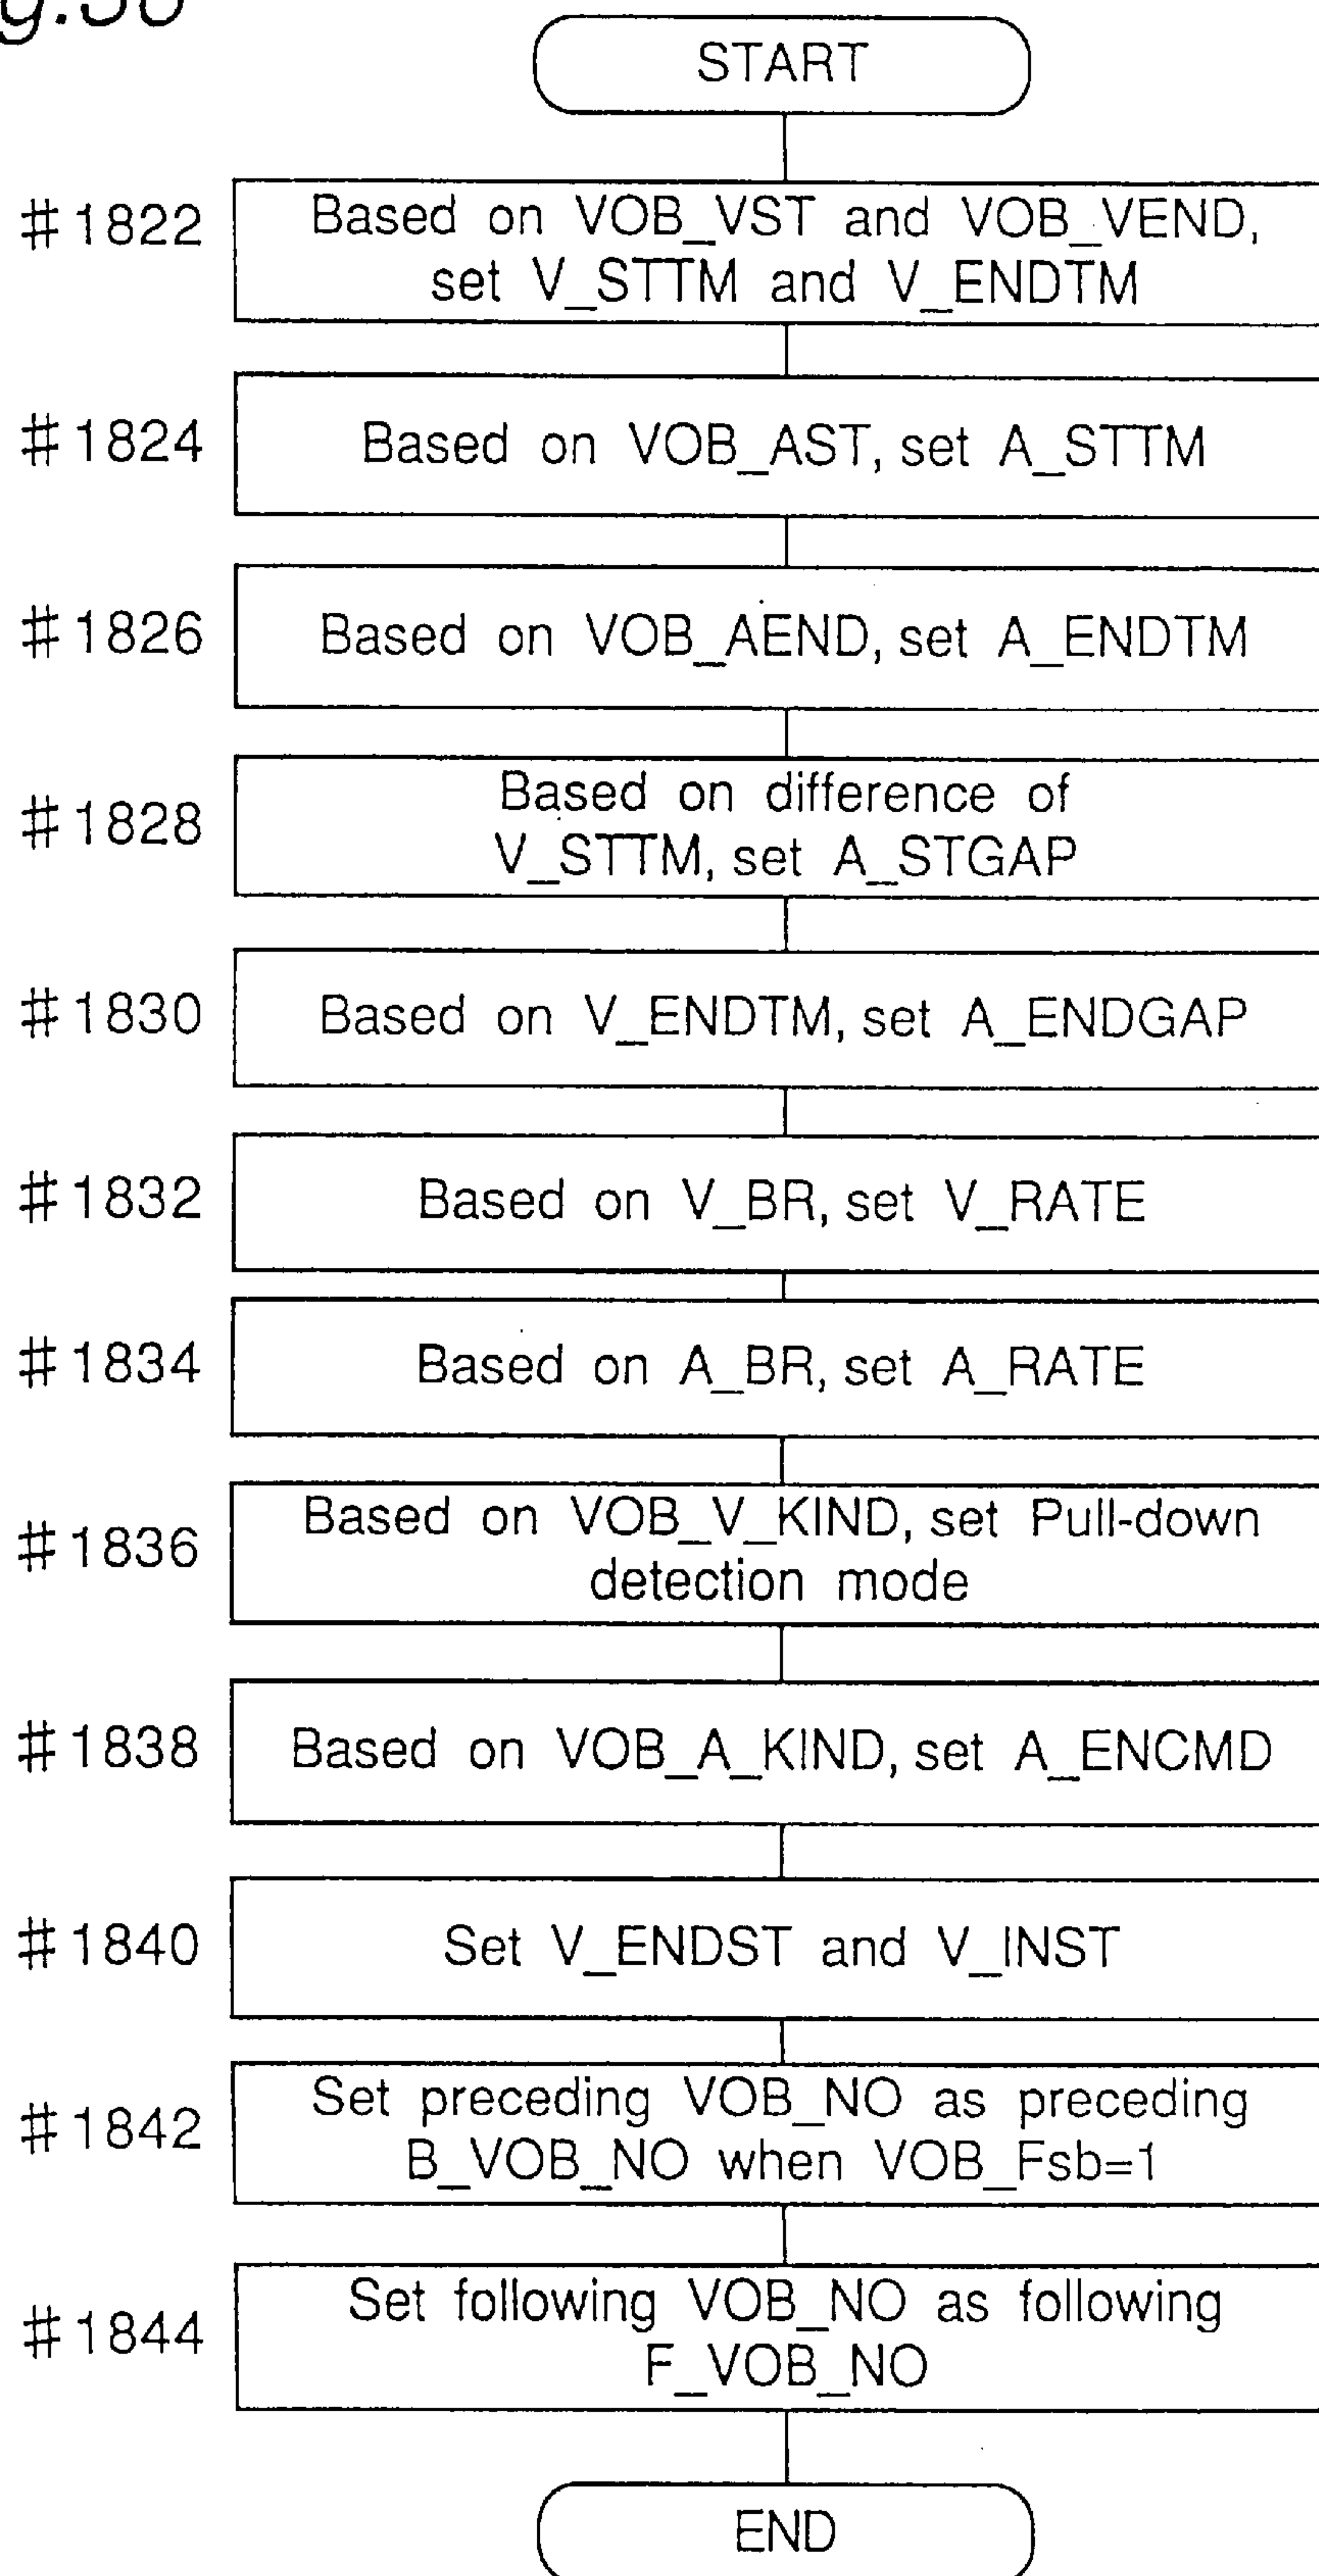 START
#1822
Based on VOB_VST and VOB_VEND,
set V_STTM and V_ENDTM
#1824
Based on VOB_AST, set A_STTM
#1826
Based on VOB_AEND, set A_ENDTM
#1828
Based on difference of
V_STTM, set A_STGAP
#1830
Based on V_ENDTM, set A_ENDGAP
#1832
Based on V_BR, set V_RATE
#1834
Based on A_BR, set A_RATE
#1836
Based on VOB_V_KIND, set Pull-down
detection mode
#1838
Based on VOB_A_KIND, set A_ENCMD
#1840
Set V_ENDST and V_INST
#1842
Set preceding VOB_NO as preceding
B_VOB_NO when VOB_Fsb=1
#1844
Set following VOB_NO as following
F_VOB_NO
END